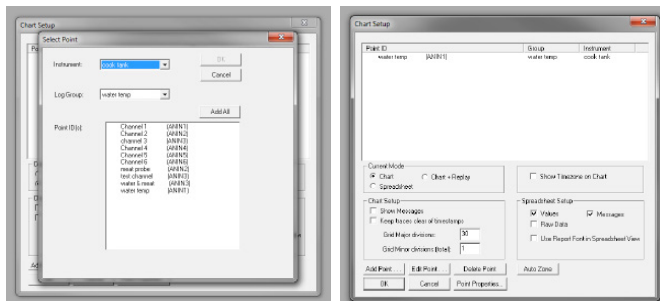 Chart Setup
Select Point
Instrument:
cook tank
OK
Cancel
Log Group:
water temp
Add All
Point ID(s):
Channel 1 (ANIN1)
Channel 2 (ANIN2)
channel 3 (ANIN3)
Channel 4 (ANIN4)
Channel 5 (ANIN5)
Channel 6 (ANIN6)
meat probe (ANIN2)
test channel (ANIN3)
water & meat (ANIN3)
water temp (ANIN1)
Chart Setup
Point ID Group Instrument
water temp (ANIN1) water temp cook tank
Current Mode
Chart Chart + Replay
Spreadsheet
Show Timezone on Chart
Chart Setup
Show Messages
Keep traces clear of timestamps
Grid Major divisions: 30
Grid Minor divisions (total): 1
Spreadsheet Setup
Values Messages
Raw Data
Use Report Font in Spreadsheet View
Add Point... Edit Point... Delete Point Auto Zone
OK Cancel Point Properties...